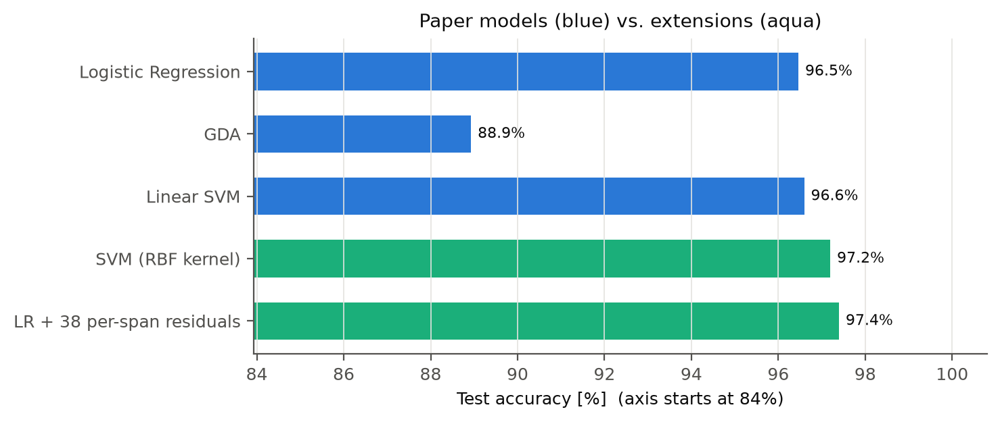 Paper models (blue) vs. extensions (aqua)
Logistic Regression
96.5%
GDA
88.9%
Linear SVM
96.6%
SVM (RBF kernel)
97.2%
LR + 38 per-span residuals
97.4%
84 86 88 90 92 94 96 98 100
Test accuracy [%]  (axis starts at 84%)